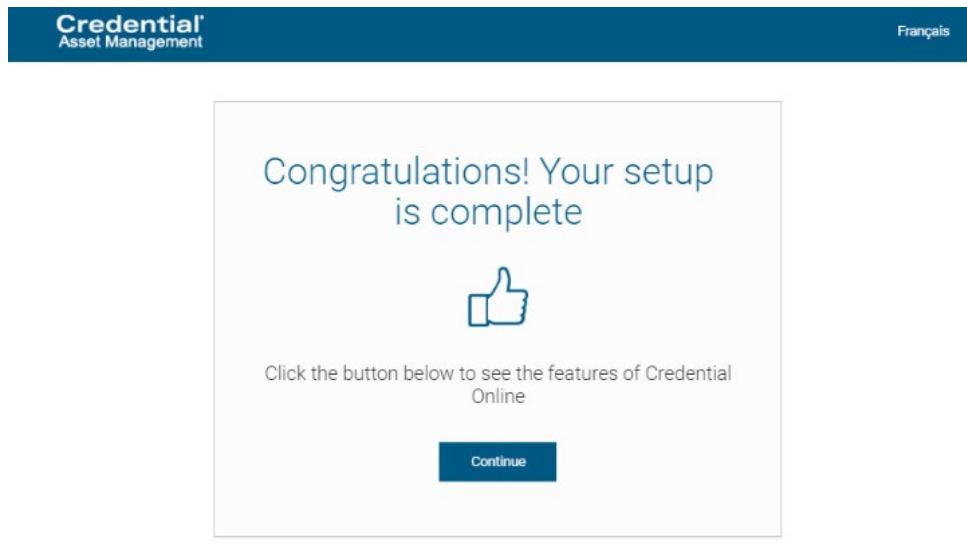 Credential®
Asset Management
Français
Congratulations! Your setup
is complete
Click the button below to see the features of Credential
Online
Continue